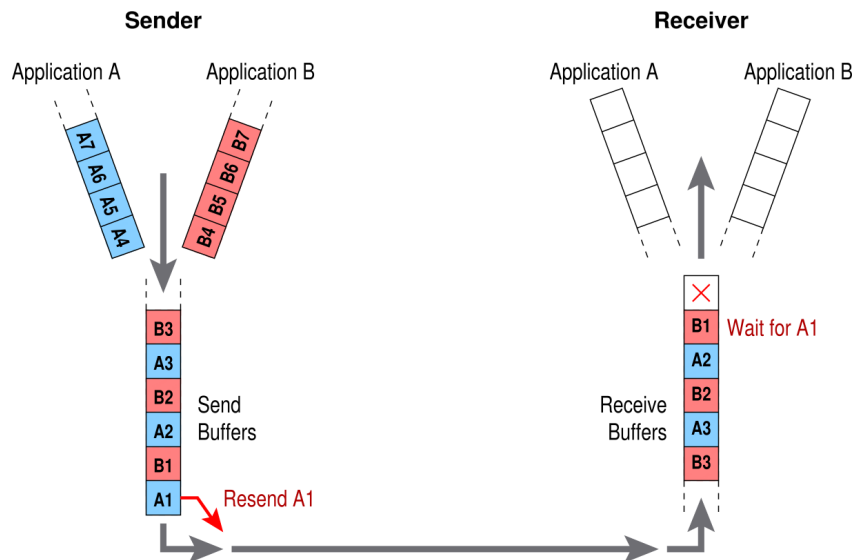 Sender
Receiver
Application A
Application B
Application A
Application B
A7
A6
A5
A4
B7
B6
B5
B4
B3
A3
B2
A2
B1
A1
Send
Buffers
Resend A1
B1
A2
B2
A3
B3
Wait for A1
Receive
Buffers